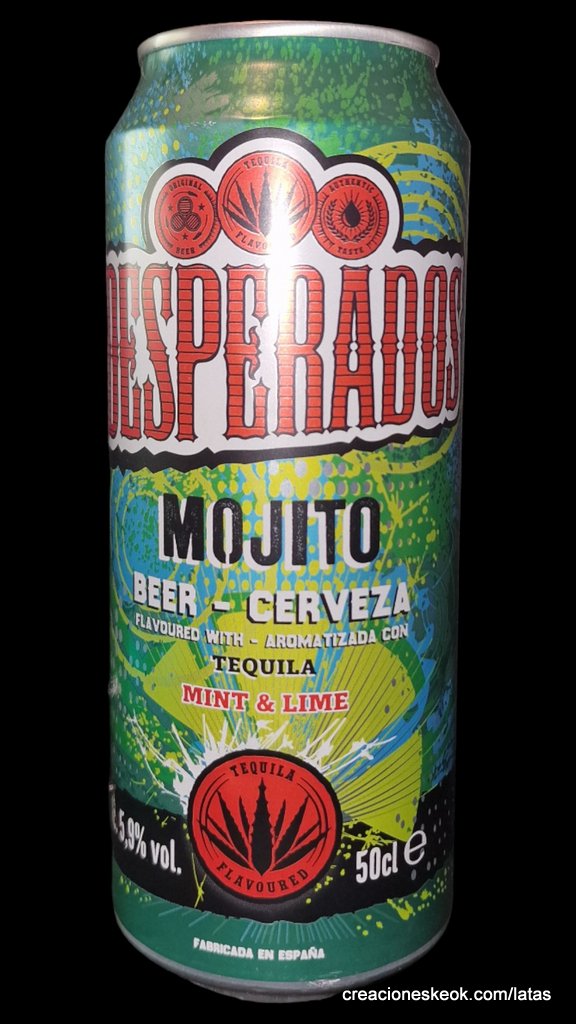 ORIGINAL
BEER
TEQUILA
FLAVOURED
AUTHENTIC
TASTE
DESPERADOS
MOJITO
BEER - CERVEZA
FLAVOURED WITH - AROMATIZADA CON
TEQUILA
MINT & LIME
TEQUILA
FLAVOURED
5,9% vol.
50cl e
FABRICADA EN ESPAÑA
creacioneskeok.com/latas